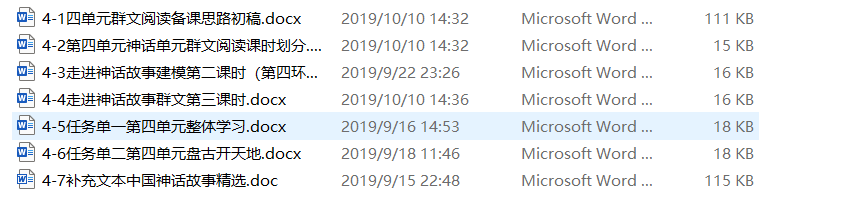 4-1四单元群文阅读备课思路初稿.docx 2019/10/10 14:32 Microsoft Word ... 111 KB
4-2第四单元神话单元群文阅读课时划分.... 2019/10/10 14:32 Microsoft Word ... 15 KB
4-3走进神话故事建模第二课时（第四环... 2019/9/22 23:26 Microsoft Word ... 16 KB
4-4走进神话故事群文第三课时.docx 2019/10/10 14:36 Microsoft Word ... 16 KB
4-5任务单一第四单元整体学习.docx 2019/9/16 14:53 Microsoft Word ... 18 KB
4-6任务单二第四单元盘古开天地.docx 2019/9/18 11:46 Microsoft Word ... 18 KB
4-7补充文本中国神话故事精选.doc 2019/9/15 22:48 Microsoft Word ... 115 KB